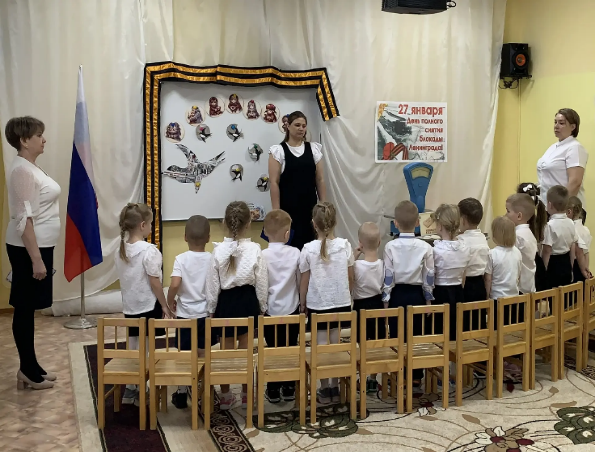 27 января
День полного
снятия
блокады
Ленинграда!